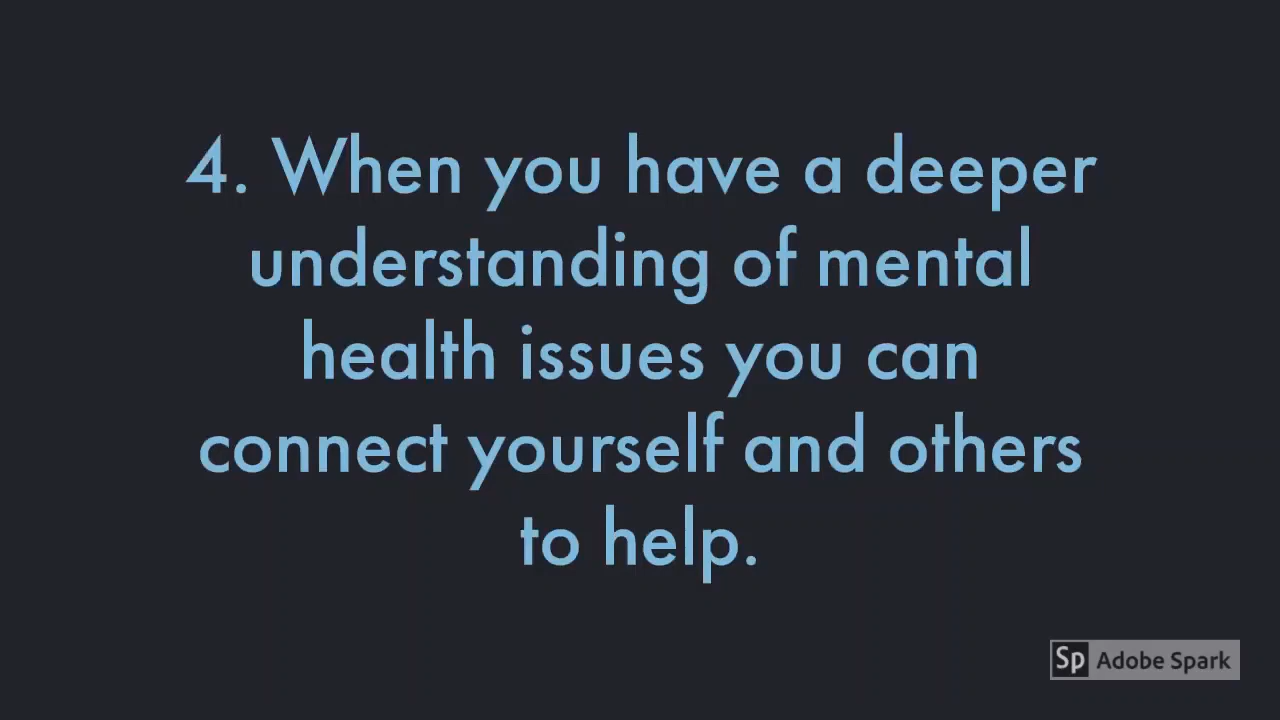 4. When you have a deeper
understanding of mental
health issues you can
connect yourself and others
to help.
Sp Adobe Spark